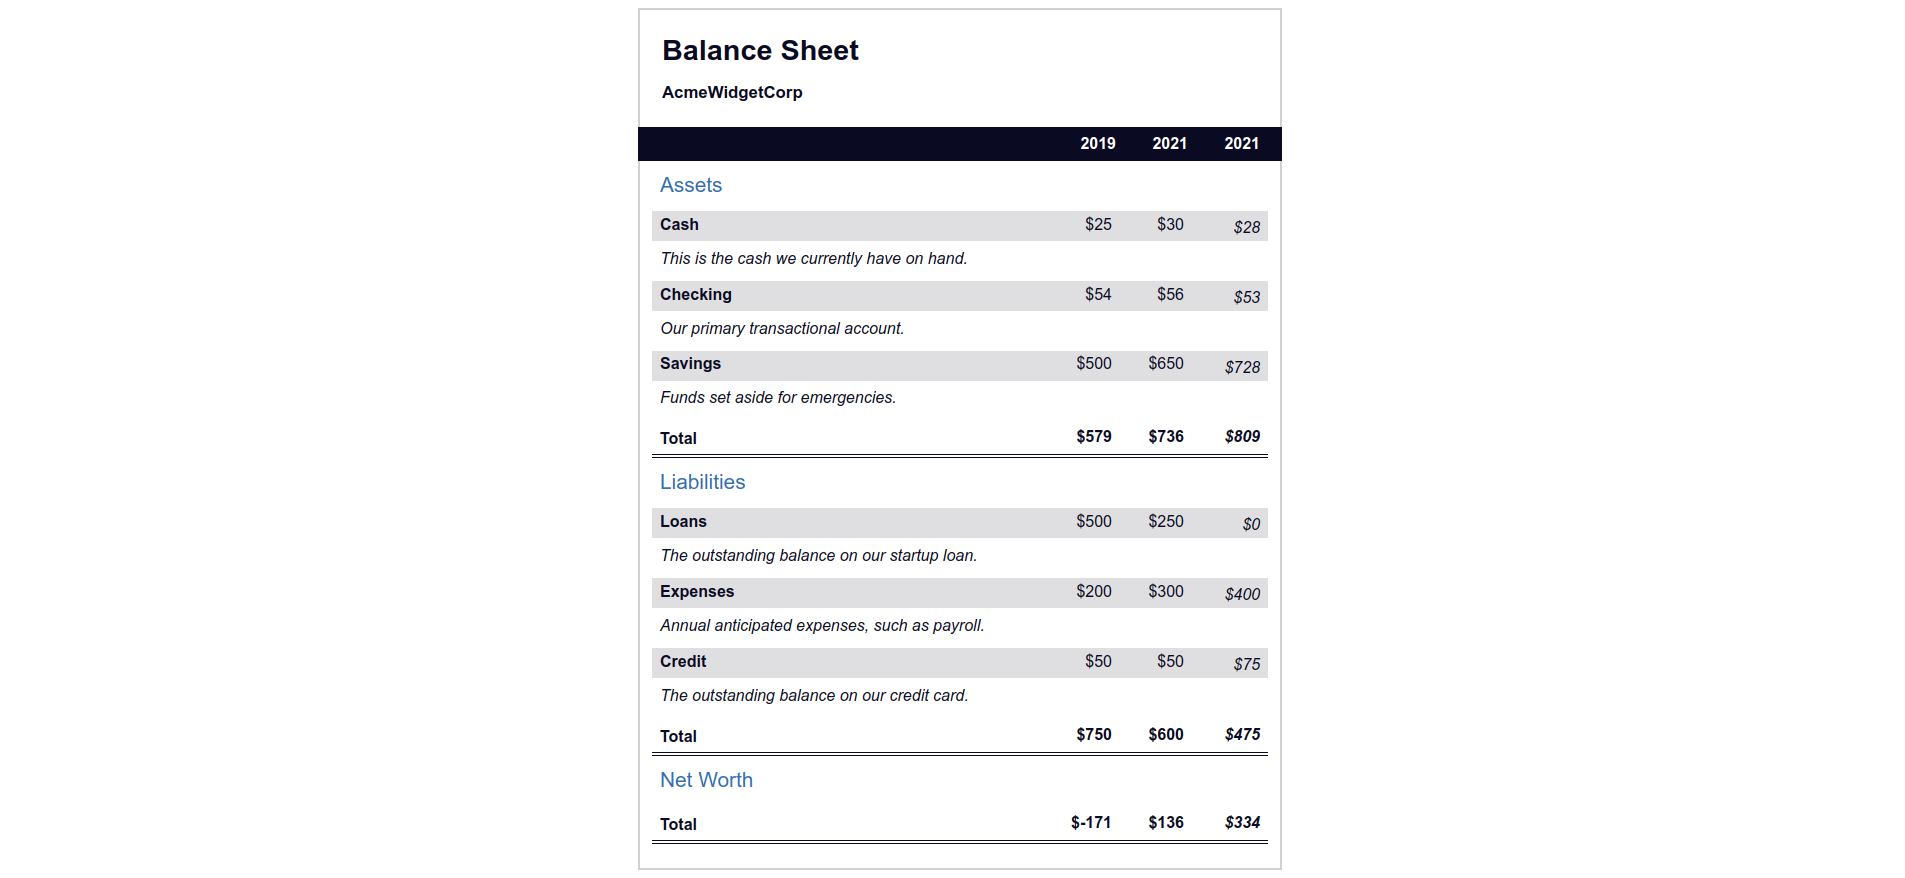 Balance Sheet
AcmeWidgetCorp
2019 2021 2021
Assets
Cash $25 $30 $28
This is the cash we currently have on hand.
Checking $54 $56 $53
Our primary transactional account.
Savings $500 $650 $728
Funds set aside for emergencies.
Total $579 $736 $809
Liabilities
Loans $500 $250 $0
The outstanding balance on our startup loan.
Expenses $200 $300 $400
Annual anticipated expenses, such as payroll.
Credit $50 $50 $75
The outstanding balance on our credit card.
Total $750 $600 $475
Net Worth
Total $-171 $136 $334